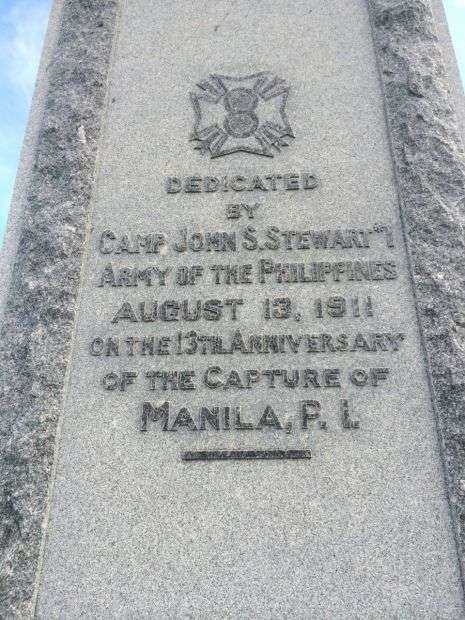 DEDICATED
BY
CAMP JOHN S. STEWART #1
ARMY OF THE PHILIPPINES
AUGUST 13, 1911
ON THE 13TH. ANNIVERSARY
OF THE CAPTURE OF
MANILA, P. I.